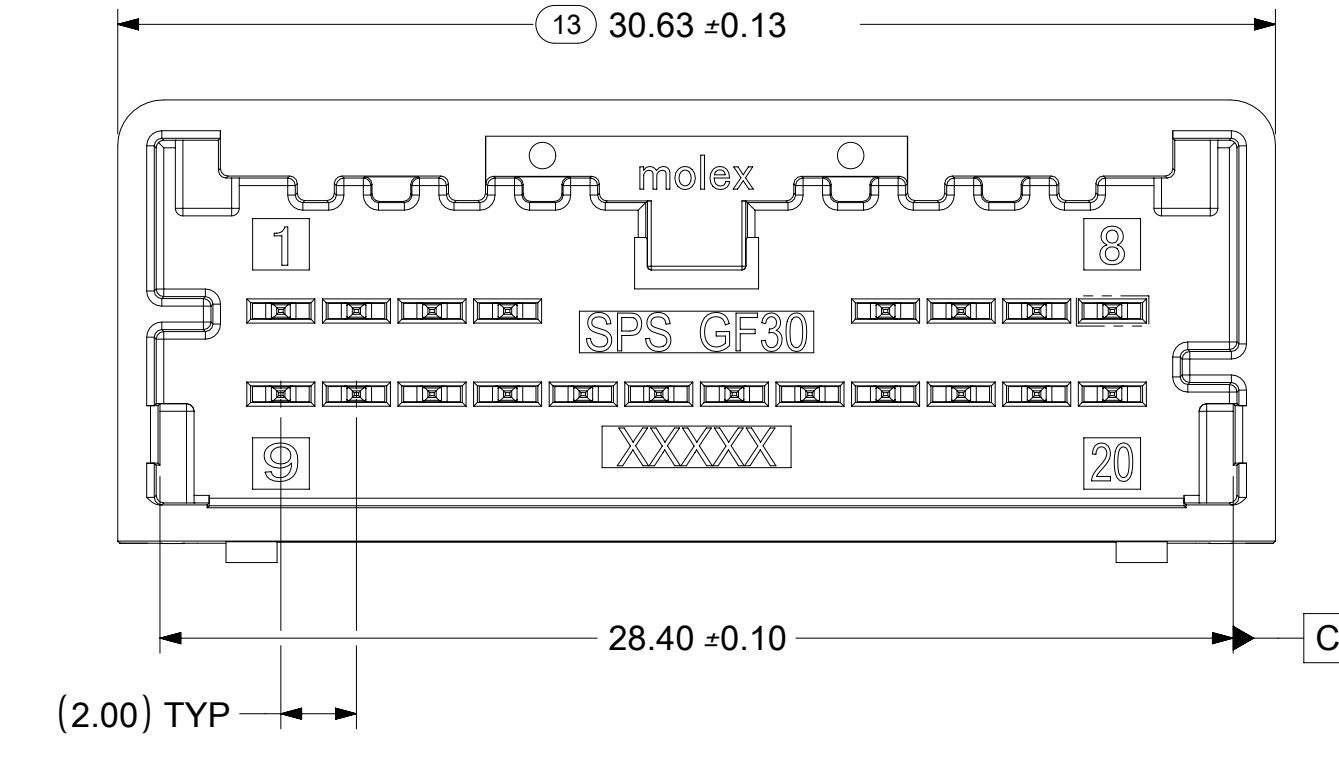 13 30.63 ±0.13
molex
1 8
SPS GF30
XXXXX
9 20
28.40 ±0.10
C
(2.00) TYP